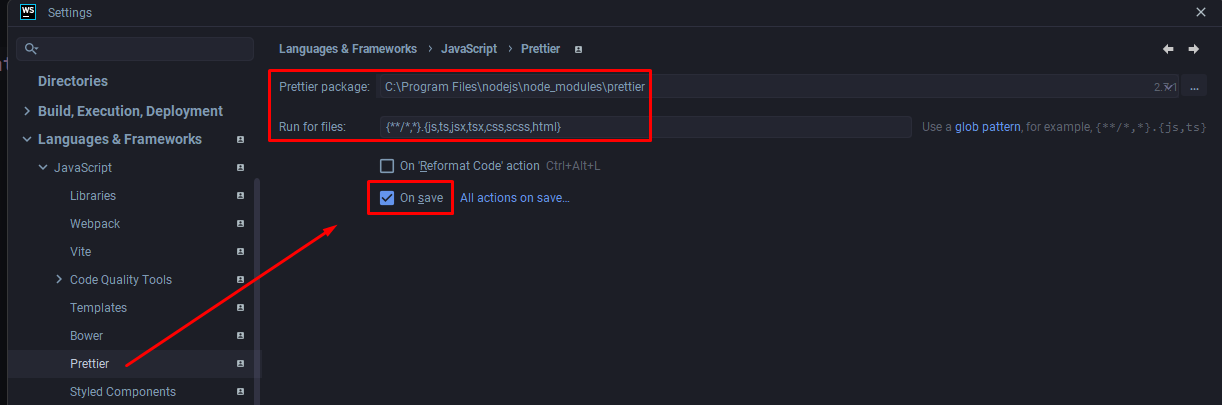 WS Settings
Languages & Frameworks › JavaScript › Prettier
Directories
Prettier package: C:\Program Files\nodejs\node_modules\prettier ...
Build, Execution, Deployment
Run for files: {**/*,*}.{js,ts,jsx,tsx,css,scss,html} Use a glob pattern, for example, {**/*,*}.{js,ts}
Languages & Frameworks
On 'Reformat Code' action Ctrl+Alt+L
JavaScript
On save All actions on save...
Libraries
Webpack
Vite
Code Quality Tools
Templates
Bower
Prettier
Styled Components